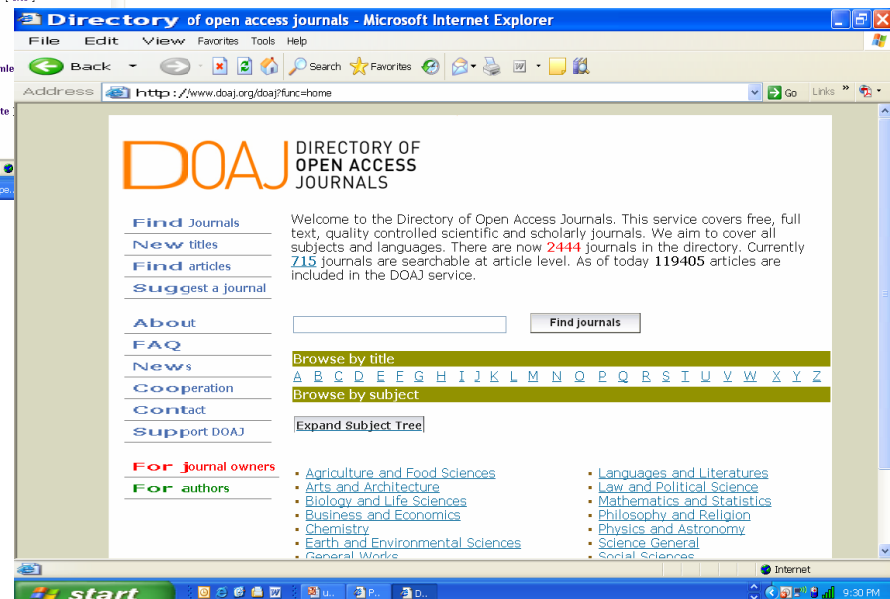 Directory of open access journals - Microsoft Internet Explorer
File Edit View Favorites Tools Help
Back Search Favorites
Address http://www.doaj.org/doaj?func=home Go Links »
DOAJ DIRECTORY OF
OPEN ACCESS
JOURNALS
Find Journals
New titles
Find articles
Suggest a journal
About
FAQ
News
Cooperation
Contact
Support DOAJ
For journal owners
For authors
Welcome to the Directory of Open Access Journals. This service covers free, full
text, quality controlled scientific and scholarly journals. We aim to cover all
subjects and languages. There are now 2444 journals in the directory. Currently
715 journals are searchable at article level. As of today 119405 articles are
included in the DOAJ service.
Find journals
Browse by title
A B C D E F G H I J K L M N O P Q R S T U V W X Y Z
Browse by subject
Expand Subject Tree
Agriculture and Food Sciences
Arts and Architecture
Biology and Life Sciences
Business and Economics
Chemistry
Earth and Environmental Sciences
General Works
Languages and Literatures
Law and Political Science
Mathematics and Statistics
Philosophy and Religion
Physics and Astronomy
Science General
Social Sciences
Internet
start u.. P.. D.. 9:30 PM